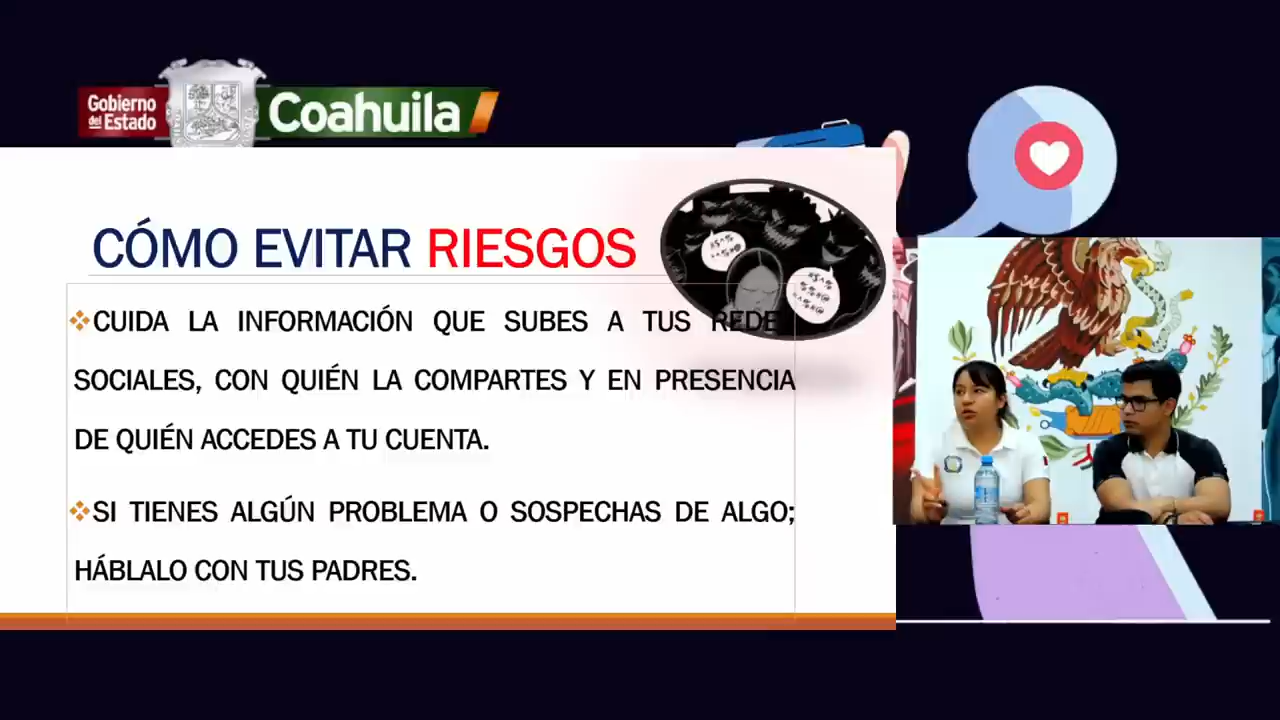 Gobierno
del Estado
Coahuila
CÓMO EVITAR RIESGOS
❖CUIDA LA INFORMACIÓN QUE SUBES A TUS REDE
SOCIALES, CON QUIÉN LA COMPARTES Y EN PRESENCIA
DE QUIÉN ACCEDES A TU CUENTA.
❖SI TIENES ALGÚN PROBLEMA O SOSPECHAS DE ALGO;
HÁBLALO CON TUS PADRES.